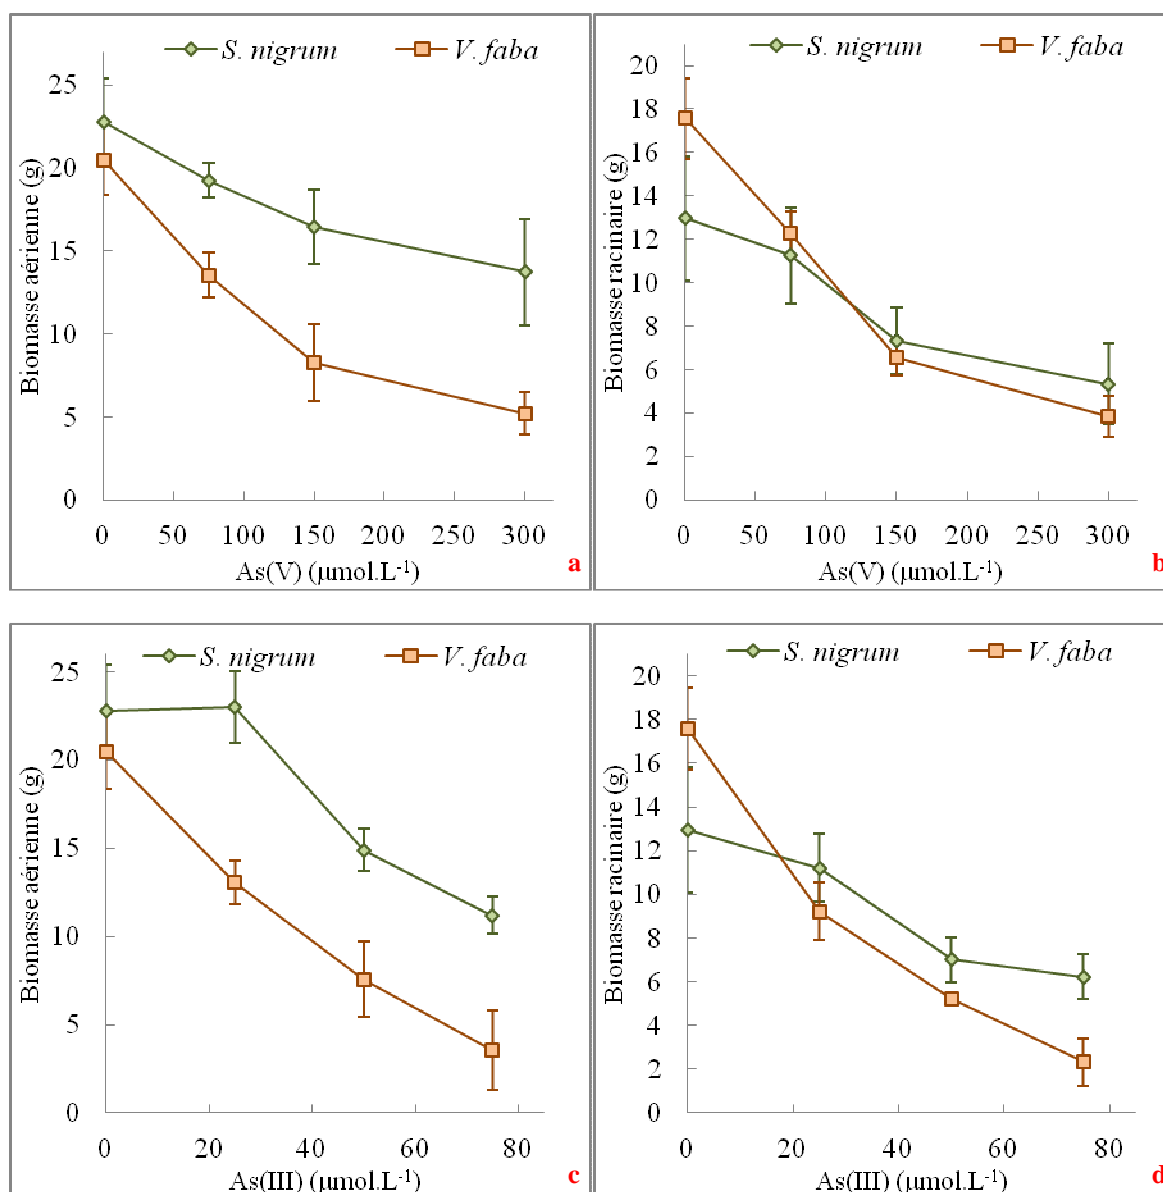 S. nigrum V. faba
Biomasse aérienne (g)
25
20
15
10
5
0
0 50 100 150 200 250 300
As(V) (µmol.L-1)
a
S. nigrum V. faba
Biomasse racinaire (g)
20
18
16
14
12
10
8
6
4
2
0
0 50 100 150 200 250 300
As(V) (µmol.L-1)
b
S. nigrum V. faba
Biomasse aérienne (g)
25
20
15
10
5
0
0 20 40 60 80
As(III) (µmol.L-1)
c
S. nigrum V. faba
Biomasse racinaire (g)
20
18
16
14
12
10
8
6
4
2
0
0 20 40 60 80
As(III) (µmol.L-1)
d